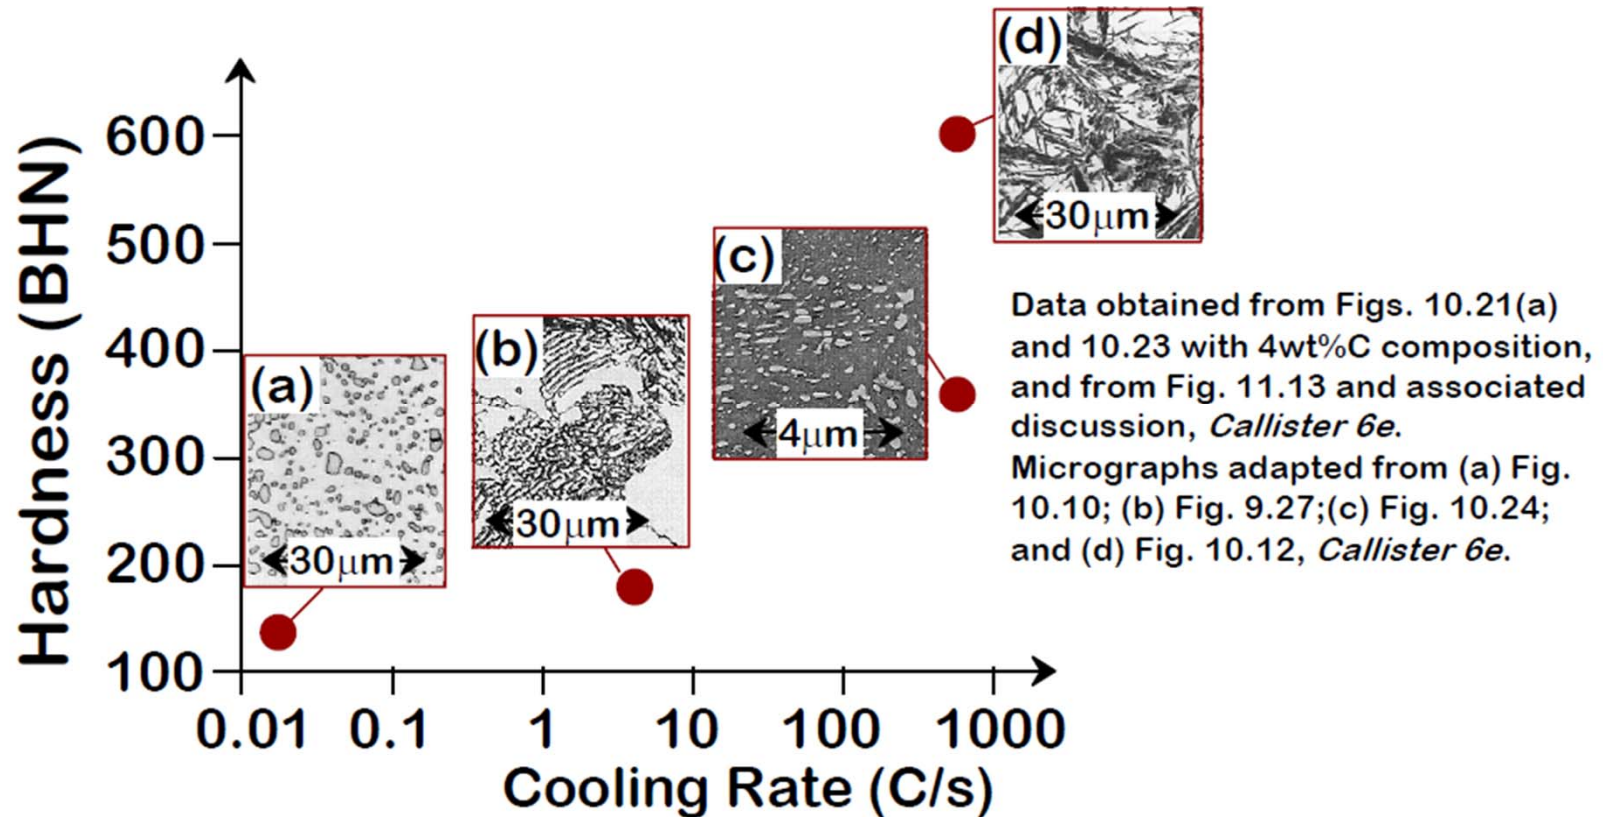 (d)
600
30μm
500
(c)
Hardness (BHN)
400
(b)
(a)
4μm
300
30μm
200
30μm
100
0.01 0.1 1 10 100 1000
Cooling Rate (C/s)
Data obtained from Figs. 10.21(a)
and 10.23 with 4wt%C composition,
and from Fig. 11.13 and associated
discussion, Callister 6e.
Micrographs adapted from (a) Fig.
10.10; (b) Fig. 9.27;(c) Fig. 10.24;
and (d) Fig. 10.12, Callister 6e.